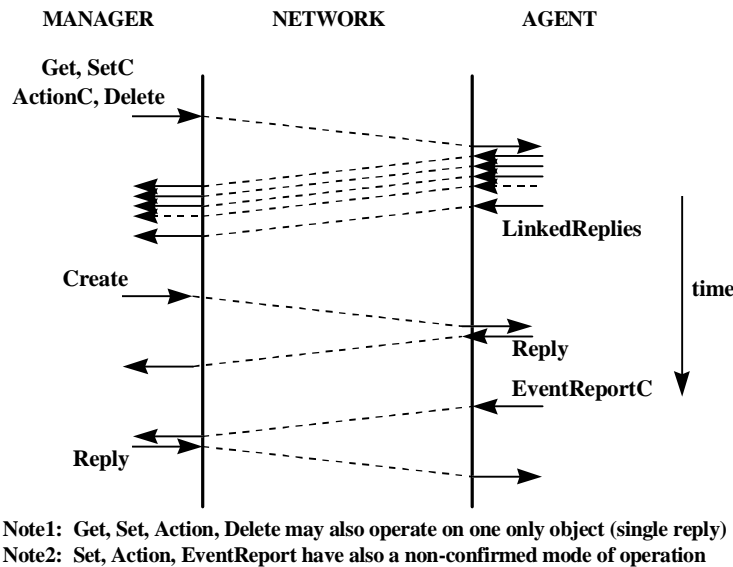 MANAGER NETWORK AGENT
Get, SetC
ActionC, Delete
LinkedReplies
Create
time
Reply
EventReportC
Reply
Note1: Get, Set, Action, Delete may also operate on one only object (single reply)
Note2: Set, Action, EventReport have also a non-confirmed mode of operation